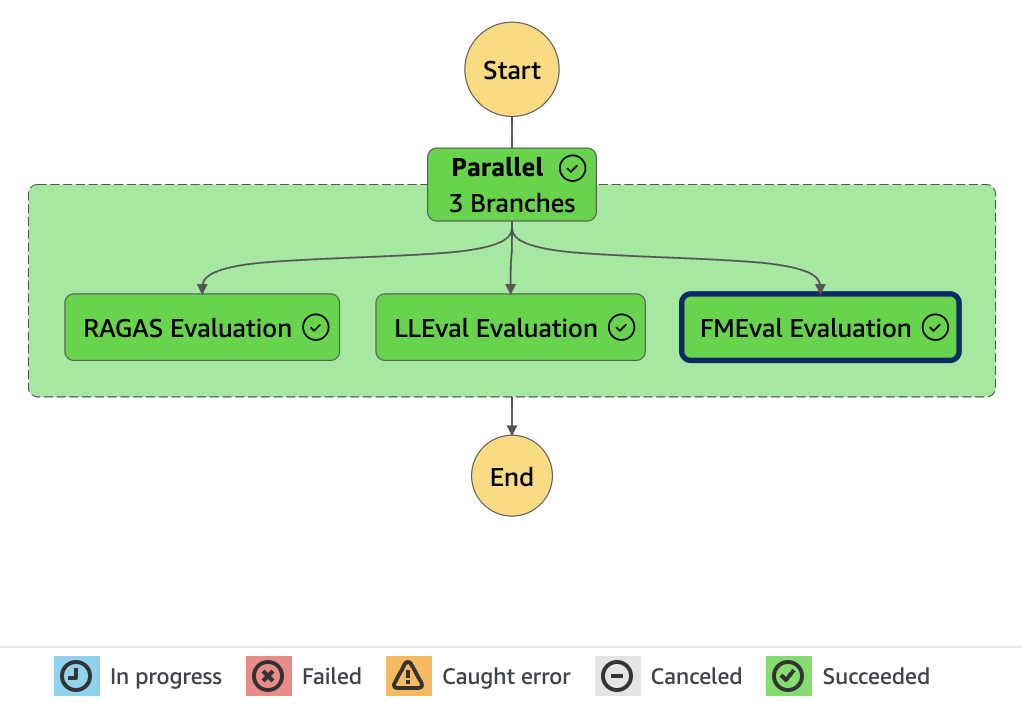 Start
Parallel
3 Branches
RAGAS Evaluation
LLEval Evaluation
FMEval Evaluation
End
In progress
Failed
Caught error
Canceled
Succeeded